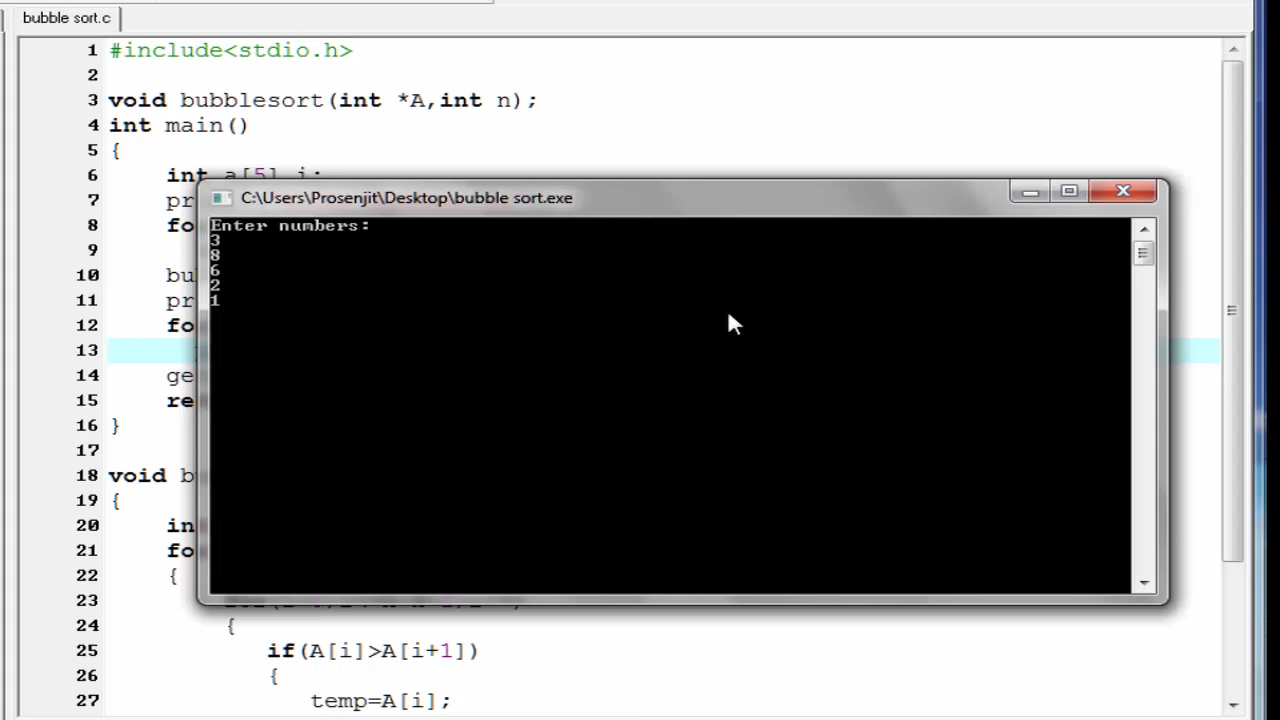 bubble sort.c
1 #include<stdio.h>
2
3 void bubblesort(int *A,int n);
4 int main()
5 {
6 int a[5],i;
7 pr
8 fo
9
10 bu
11 pr
12 fo
13
14 ge
15 re
16 }
17
18 void b
19 {
20 in
21 fo
22 {
23
24 {
25 if(A[i]>A[i+1])
26 {
27 temp=A[i];
C:\Users\Prosenjit\Desktop\bubble sort.exe
Enter numbers:
3
8
6
2
1